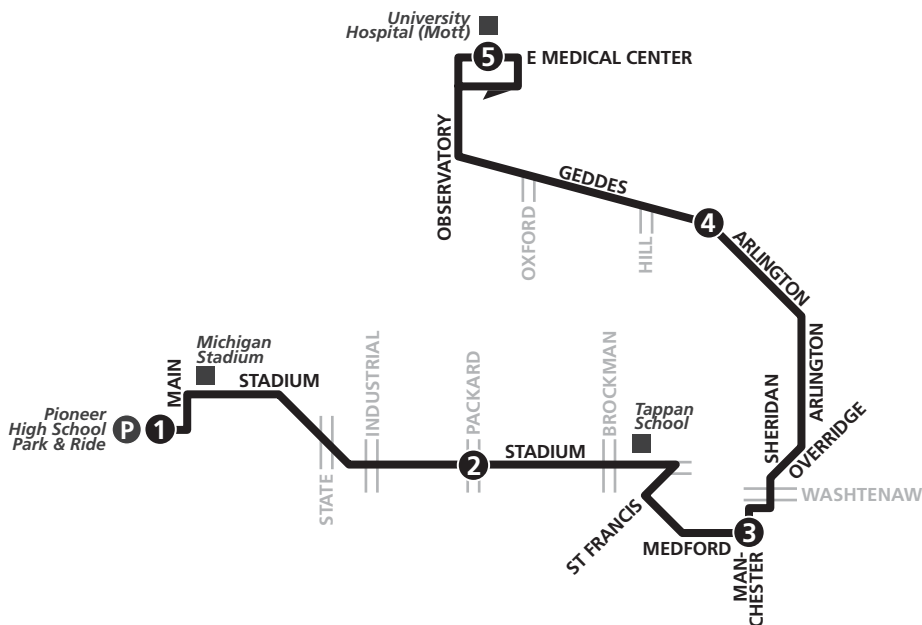 University
Hospital (Mott)
5
E MEDICAL CENTER
OBSERVATORY
GEDDES
OXFORD
HILL
4
ARLINGTON
ARLINGTON
Michigan
Stadium
MAIN
STADIUM
Pioneer
High School
Park & Ride
P
1
STATE
INDUSTRIAL
PACKARD
2
STADIUM
BROCKMAN
Tappan
School
SHERIDAN
OVERRIDGE
WASHTENAW
ST FRANCIS
MEDFORD
3
MAN-
CHESTER